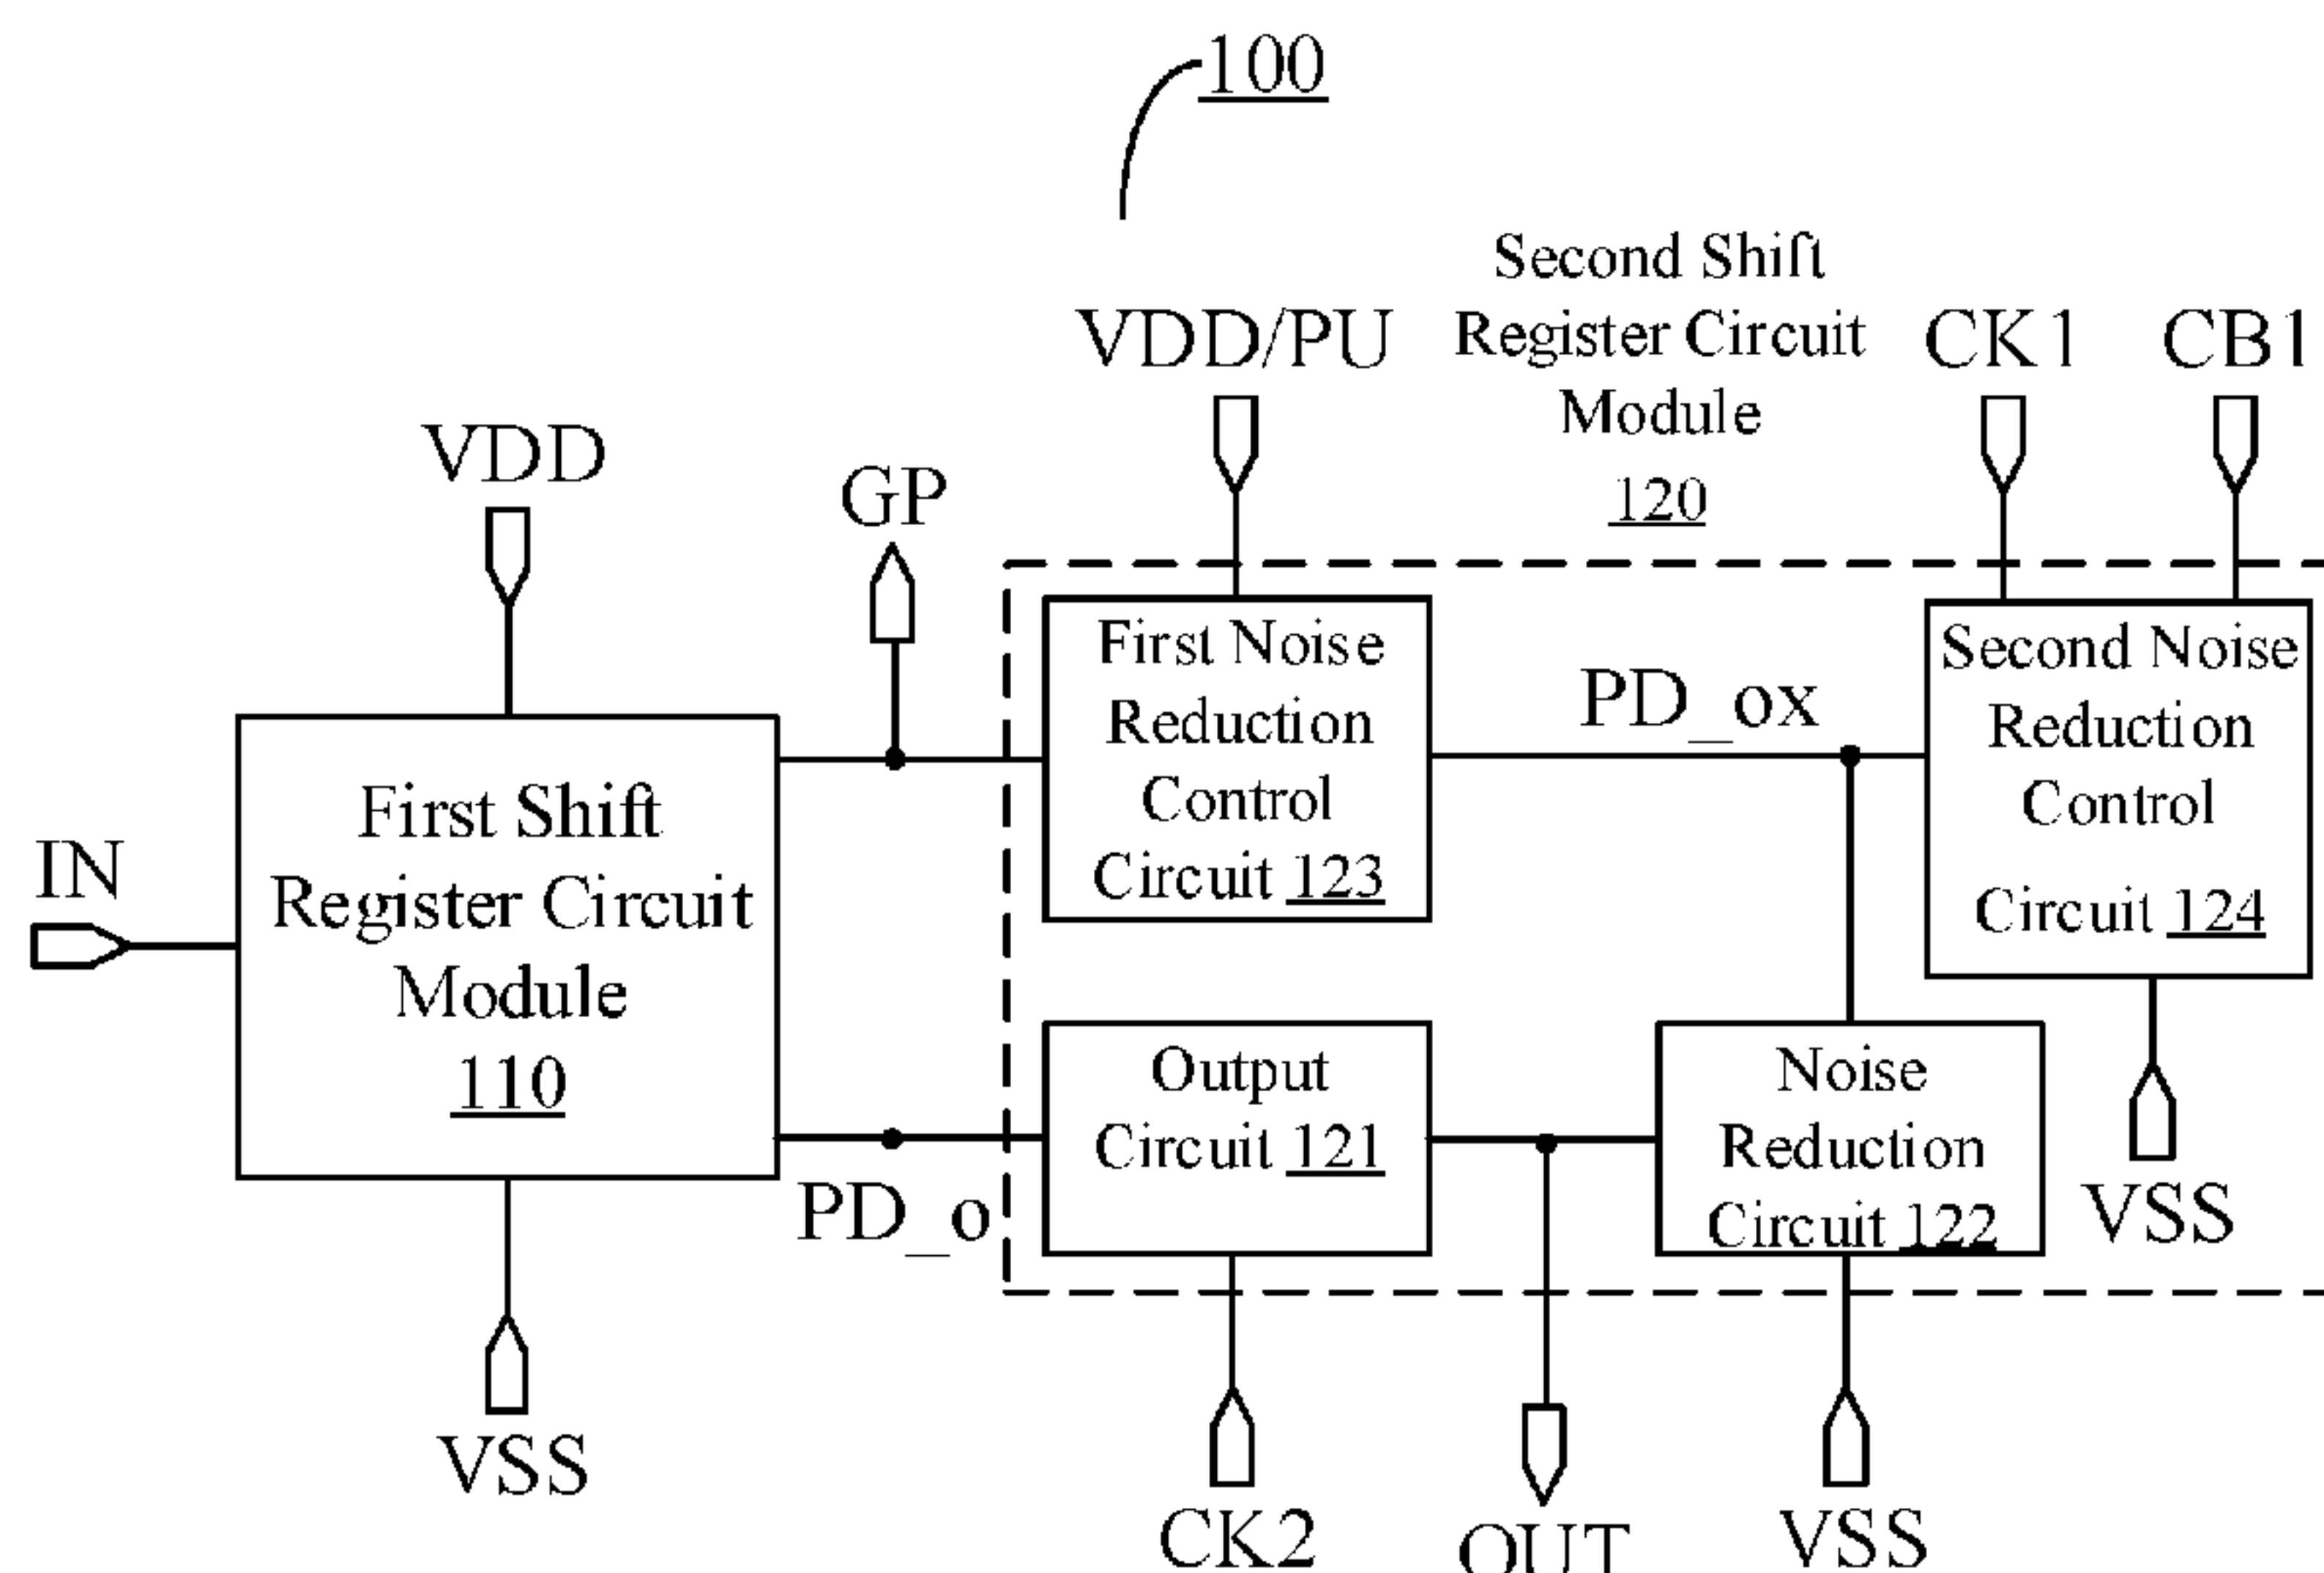 100
Second Shift
Register Circuit
Module
120
VDD/PU
CK1
CB1
VDD
GP
First Noise
Reduction
Control
Circuit 123
PD_ox
Second Noise
Reduction
Control
Circuit 124
IN
First Shift
Register Circuit
Module
110
Output
Circuit 121
Noise
Reduction
Circuit 122
PD_o
VSS
VSS
CK2
OUT
VSS